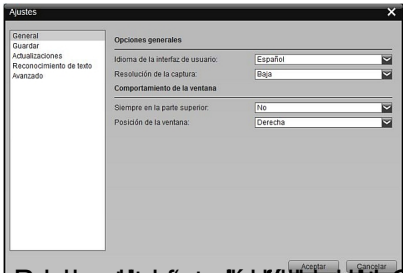 Ajustes
General
Guardar
Actualizaciones
Reconocimiento de texto
Avanzado
Opciones generales
Idioma de la interfaz de usuario: Español
Resolución de la captura: Baja
Comportamiento de la ventana
Siempre en la parte superior: No
Posición de la ventana: Derecha
Aceptar Cancelar